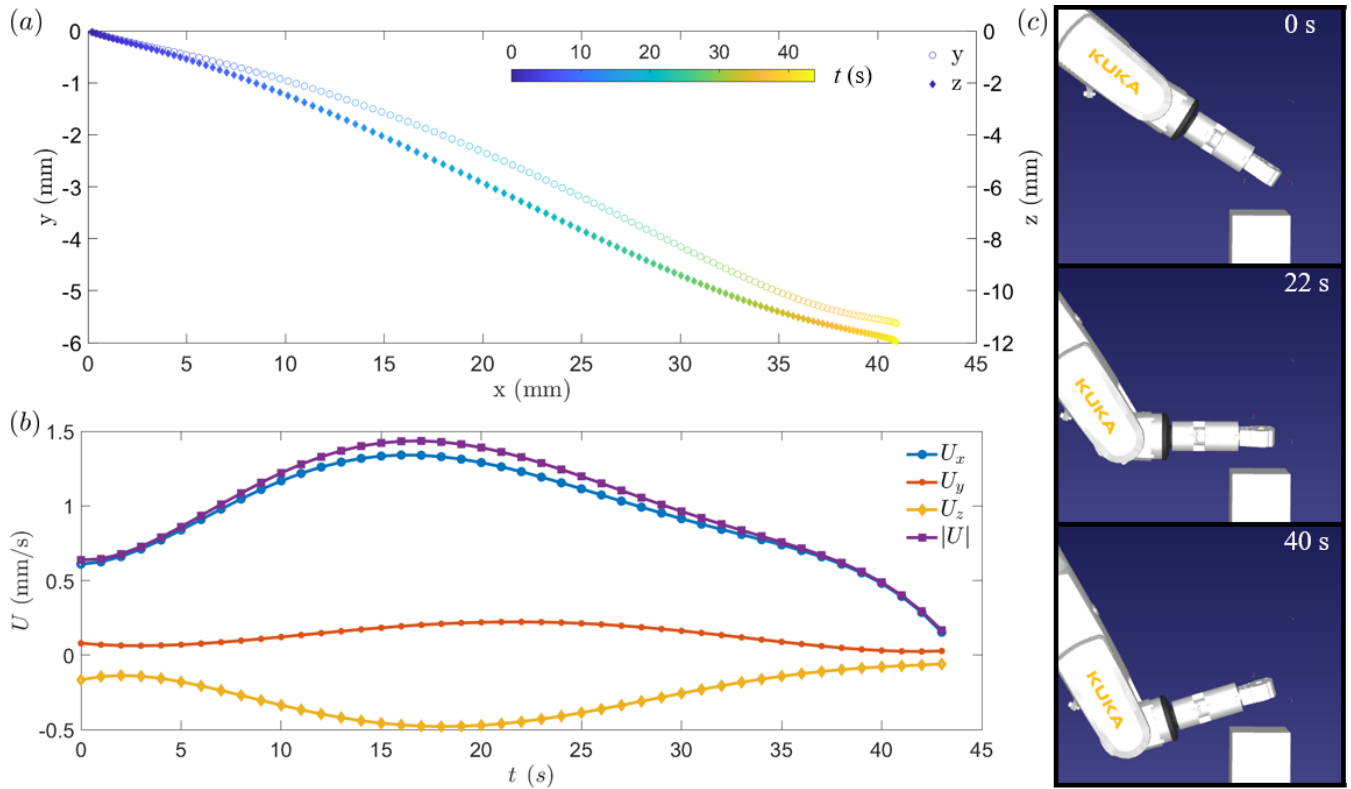 (a)
0
-1
-2
-3
-4
-5
-6
y (mm)
0 10 20 30 40
t (s)
y
z
0
-2
-4
-6
-8
-10
-12
z (mm)
0 5 10 15 20 25 30 35 40 45
x (mm)
(b)
1.5
1
0.5
0
-0.5
U (mm/s)
U_x
U_y
U_z
|U|
0 5 10 15 20 25 30 35 40 45
t (s)
(c)
0 s
KUKA
22 s
KUKA
40 s
KUKA